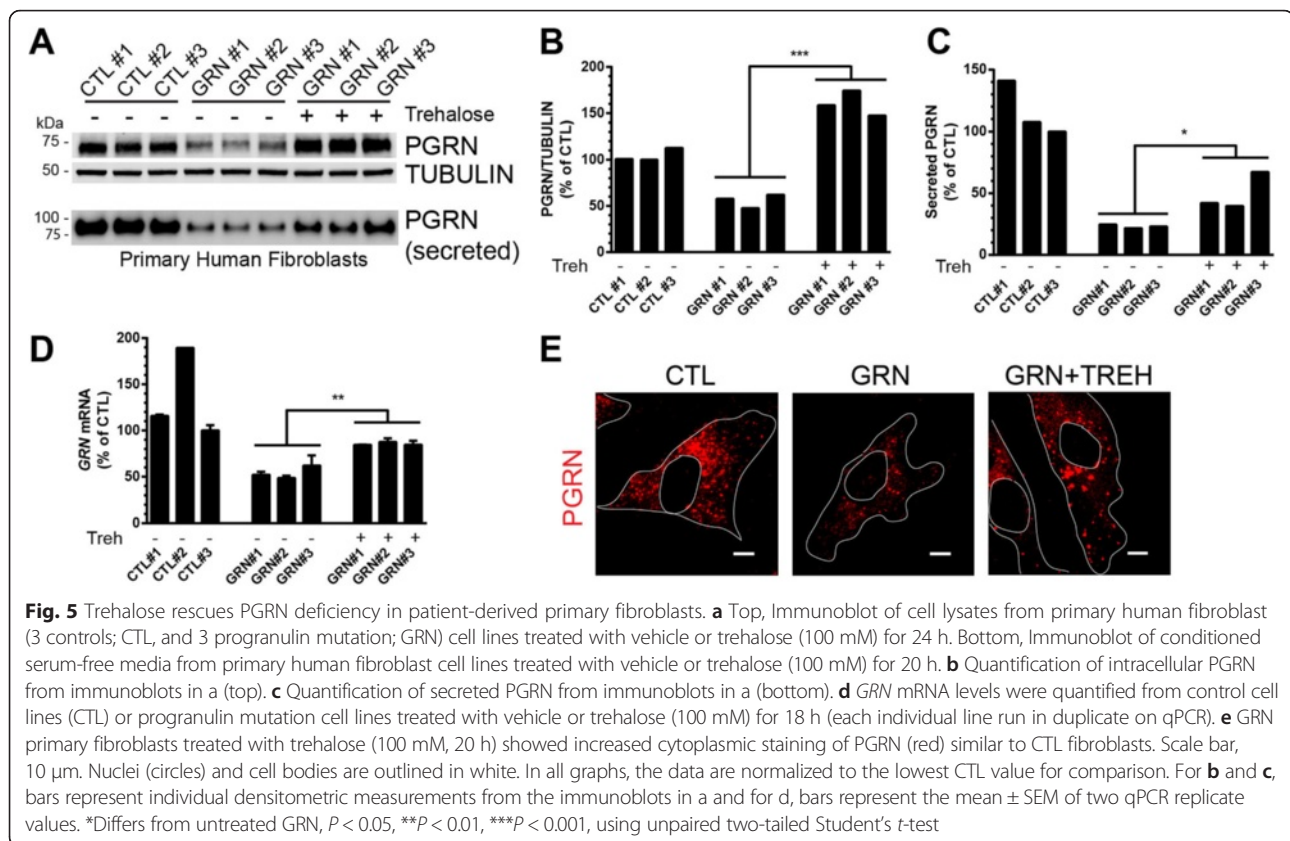 A
CTL #1 CTL #2 CTL #3 GRN #1 GRN #2 GRN #3 GRN #1 GRN #2 GRN #3
- - - - - - + + + Trehalose
kDa
75 - PGRN
50 - TUBULIN
100 -
75 - PGRN
(secreted)
Primary Human Fibroblasts
B
PGRN/TUBULIN
(% of CTL)
200
150
100
50
0
***
Treh - - - - - - + + +
CTL #1 CTL #2 CTL #3 GRN #1 GRN #2 GRN #3 GRN #1 GRN #2 GRN #3
C
Secreted PGRN
(% of CTL)
150
100
50
0
*
Treh - - - - - - + + +
CTL#1 CTL#2 CTL#3 GRN#1 GRN#2 GRN#3 GRN#1 GRN#2 GRN#3
D
GRN mRNA
(% of CTL)
200
150
100
50
0
**
Treh - - - - - - + + +
CTL#1 CTL#2 CTL#3 GRN#1 GRN#2 GRN#3 GRN#1 GRN#2 GRN#3
E
CTL GRN GRN+TREH
PGRN
Fig. 5 Trehalose rescues PGRN deficiency in patient-derived primary fibroblasts. a Top, Immunoblot of cell lysates from primary human fibroblast
(3 controls; CTL, and 3 progranulin mutation; GRN) cell lines treated with vehicle or trehalose (100 mM) for 24 h. Bottom, Immunoblot of conditioned
serum-free media from primary human fibroblast cell lines treated with vehicle or trehalose (100 mM) for 20 h. b Quantification of intracellular PGRN
from immunoblots in a (top). c Quantification of secreted PGRN from immunoblots in a (bottom). d GRN mRNA levels were quantified from control cell
lines (CTL) or progranulin mutation cell lines treated with vehicle or trehalose (100 mM) for 18 h (each individual line run in duplicate on qPCR). e GRN
primary fibroblasts treated with trehalose (100 mM, 20 h) showed increased cytoplasmic staining of PGRN (red) similar to CTL fibroblasts. Scale bar,
10 μm. Nuclei (circles) and cell bodies are outlined in white. In all graphs, the data are normalized to the lowest CTL value for comparison. For b and c,
bars represent individual densitometric measurements from the immunoblots in a and for d, bars represent the mean ± SEM of two qPCR replicate
values. *Differs from untreated GRN, P < 0.05, **P < 0.01, ***P < 0.001, using unpaired two-tailed Student's t-test